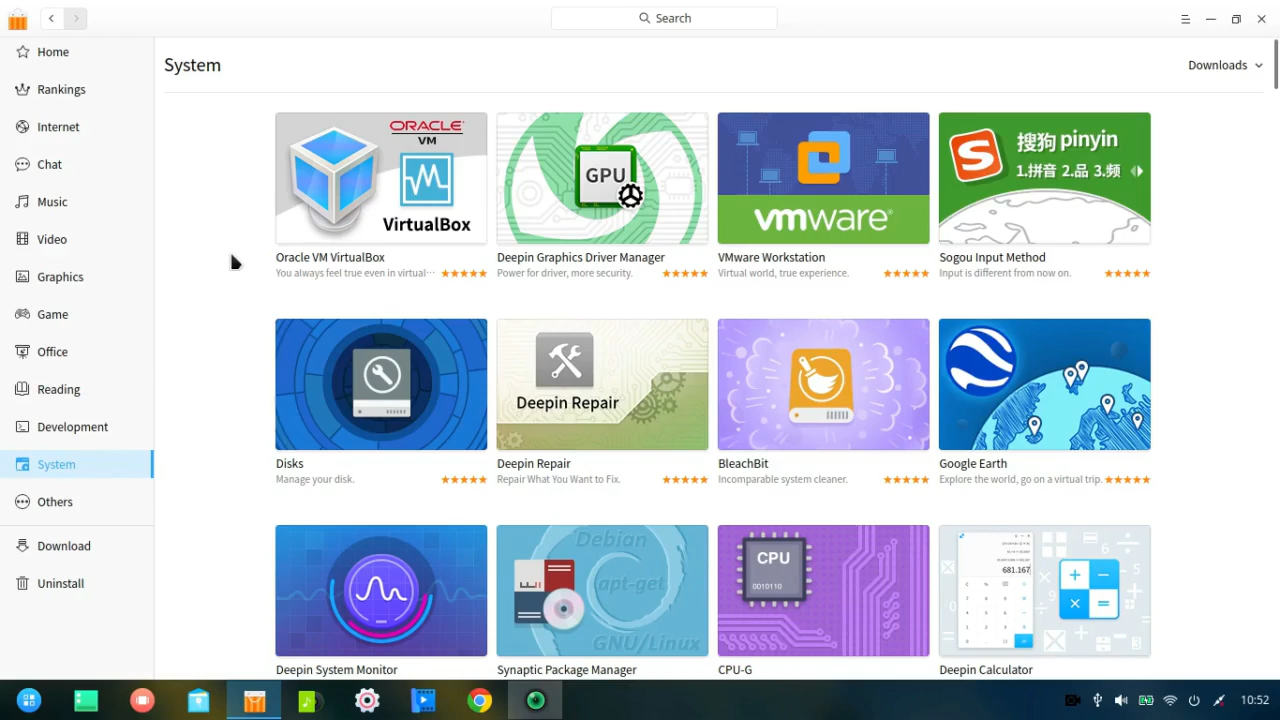 Search
Home
Rankings
Internet
Chat
Music
Video
Graphics
Game
Office
Reading
Development
System
Others
Download
Uninstall
System
Downloads
ORACLE
VM
VirtualBox
GPU
vmware
搜狗 pinyin
1.拼音 2.品 3.频
Oracle VM VirtualBox
Deepin Graphics Driver Manager
VMware Workstation
Sogou Input Method
You always feel true even in virtual···
Power for driver, more security.
Virtual world, true experience.
Input is different from now on.
Deepin Repair
Disks
Deepin Repair
BleachBit
Google Earth
Manage your disk.
Repair What You Want to Fix.
Incomparable system cleaner.
Explore the world, go on a virtual trip.
Debian
apt-get
GNU/Linux
CPU
0010110
681.167
Deepin System Monitor
Synaptic Package Manager
CPU-G
Deepin Calculator
10:52